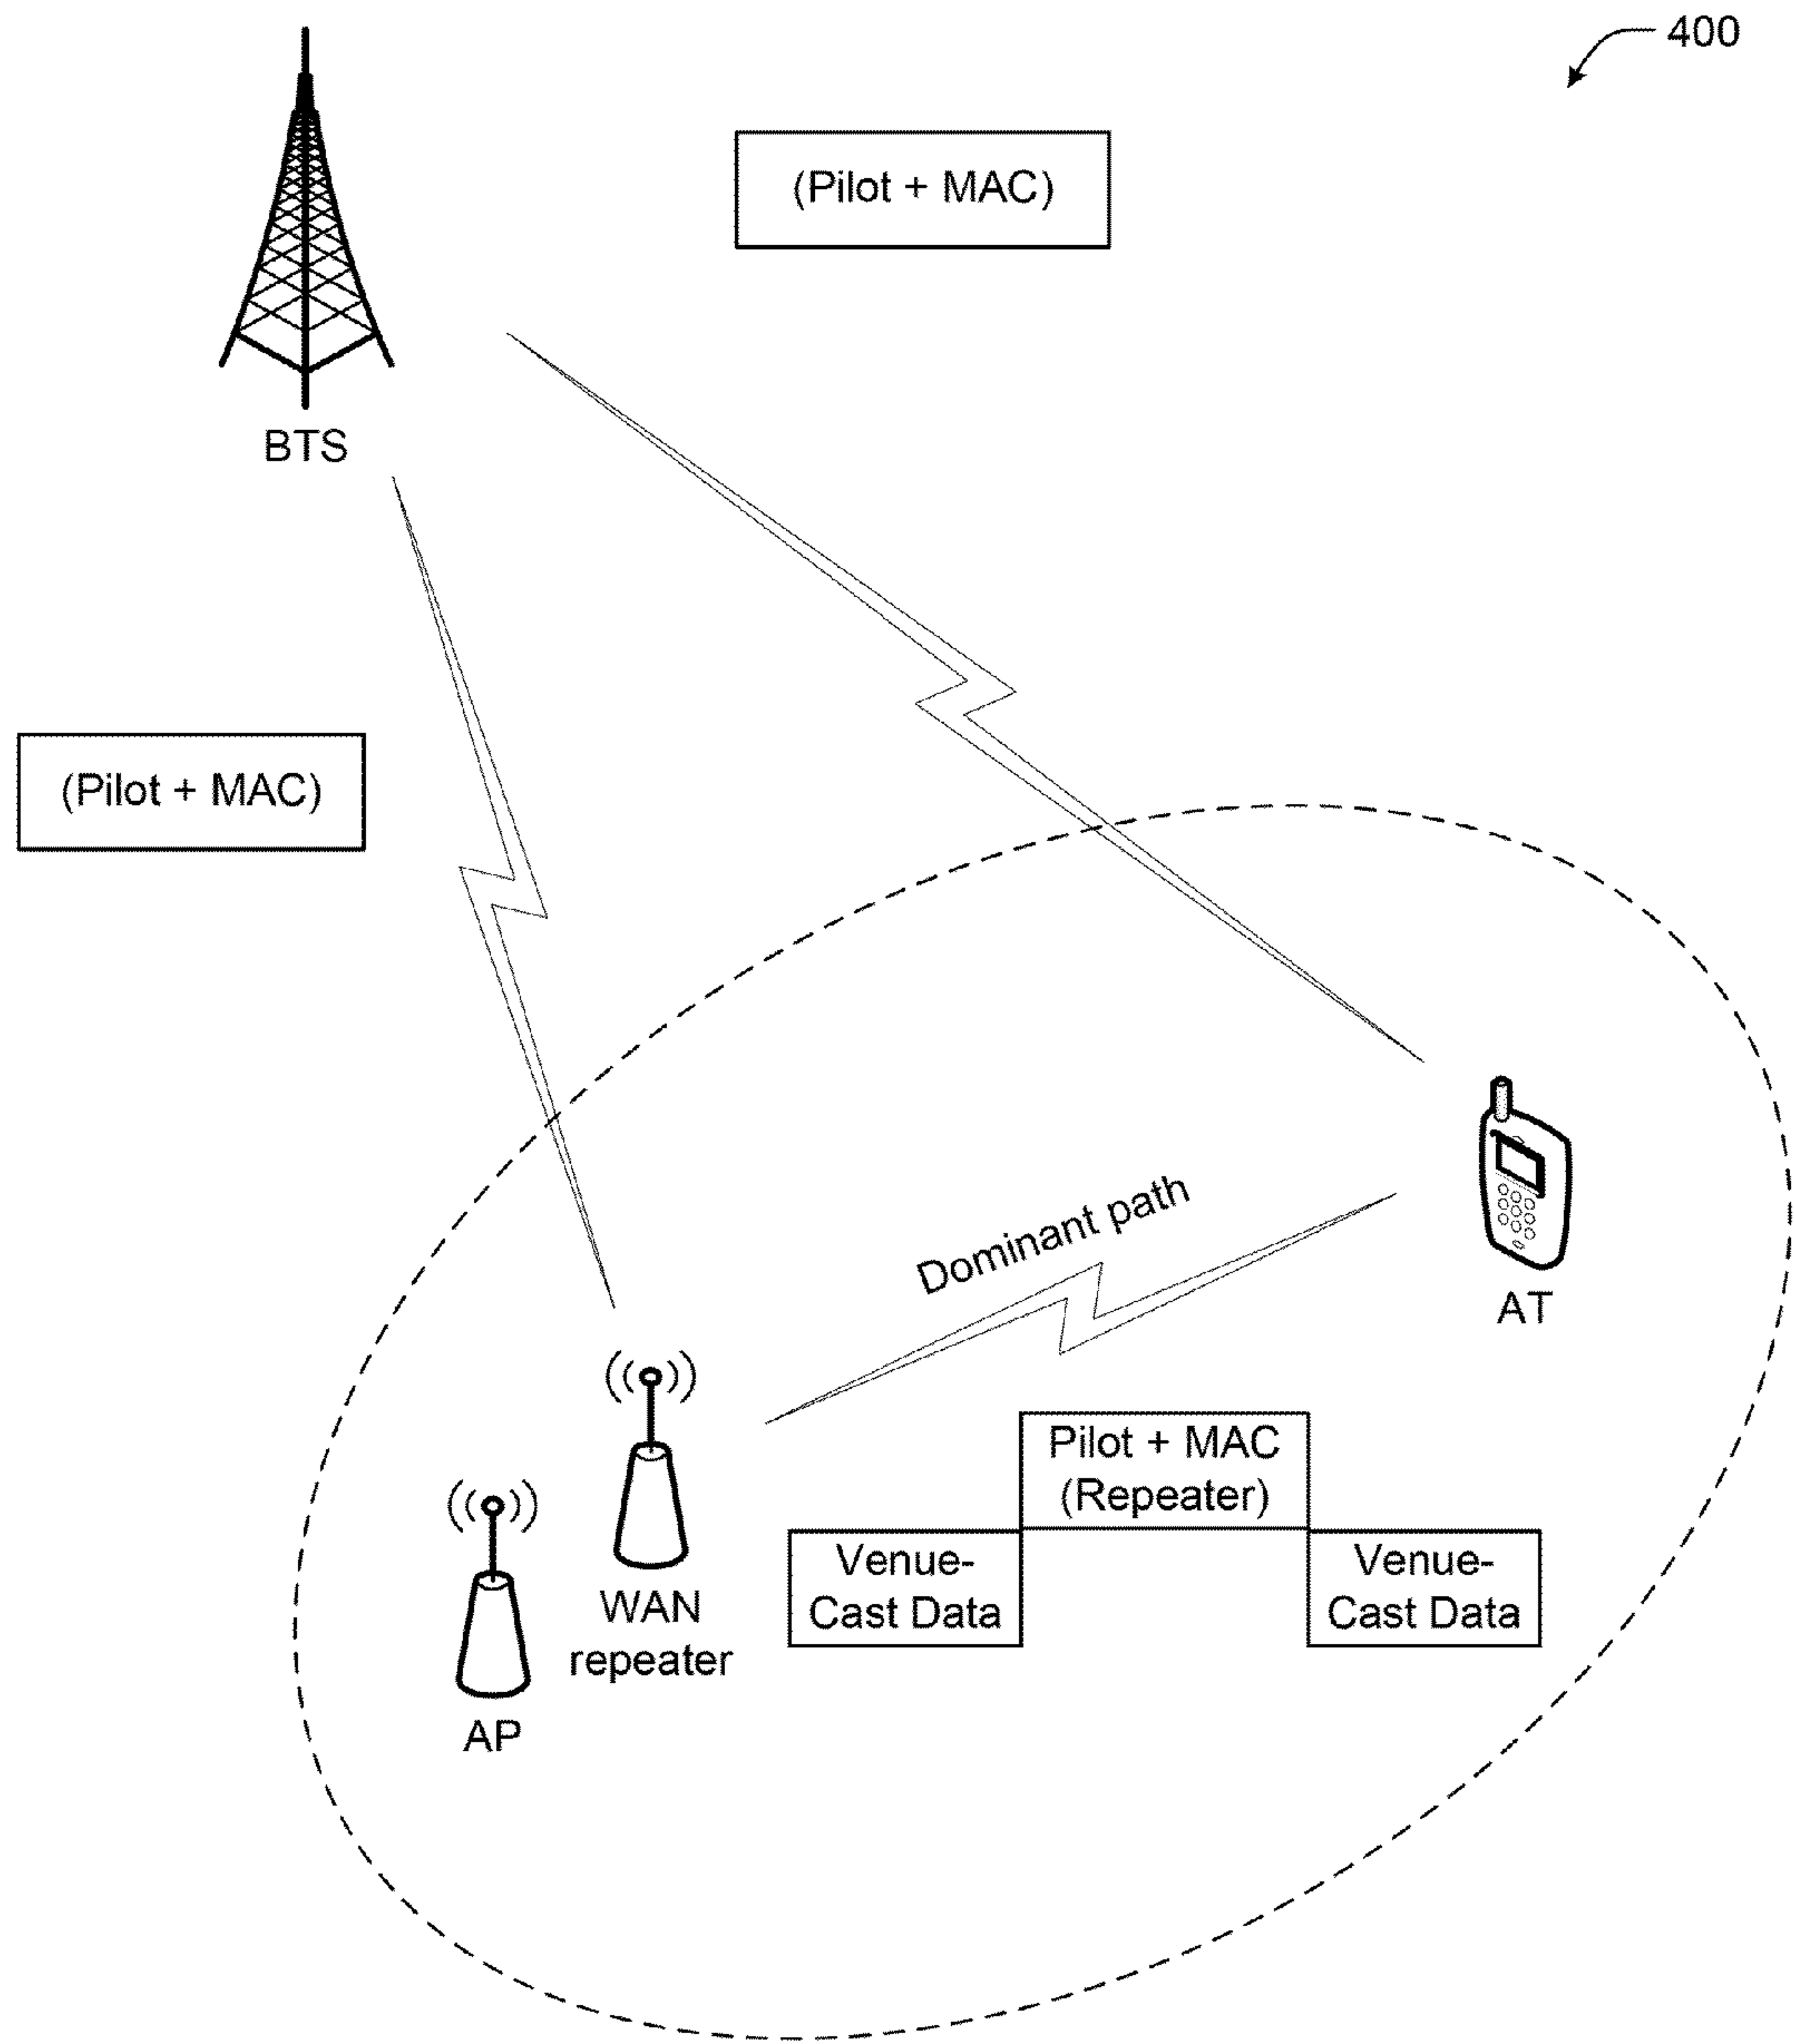 400
(Pilot + MAC)
BTS
(Pilot + MAC)
Dominant path
AT
Pilot + MAC
(Repeater)
Venue-
Cast Data
Venue-
Cast Data
WAN
repeater
AP